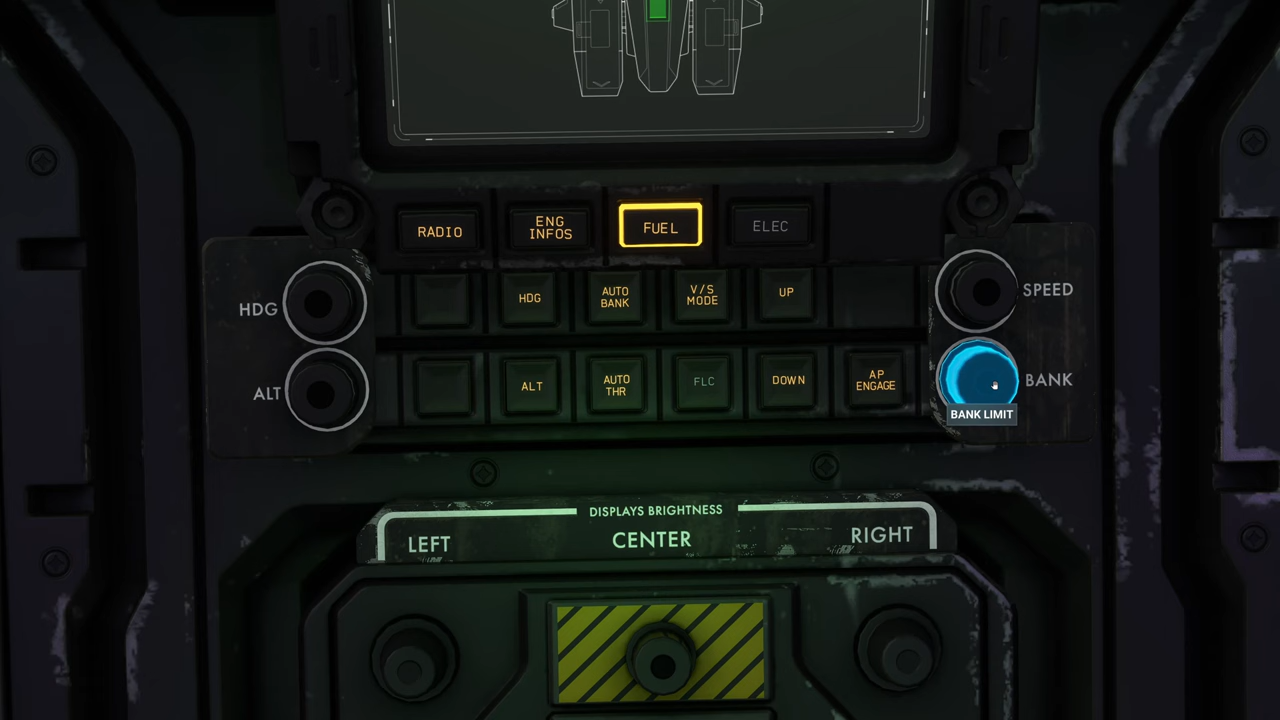 RADIO
ENG
INFOS
FUEL
ELEC
HDG
HDG
AUTO
BANK
V/S
MODE
UP
SPEED
ALT
ALT
AUTO
THR
FLC
DOWN
AP
ENGAGE
BANK
BANK LIMIT
DISPLAYS BRIGHTNESS
LEFT
CENTER
RIGHT